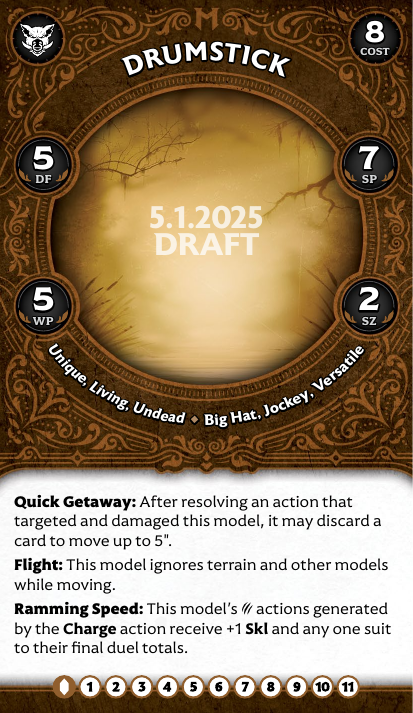 DRUMSTICK
8
COST
5
DF
7
SP
5.1.2025
DRAFT
5
WP
2
SZ
Unique, Living, Undead ◆ Big Hat, Jockey, Versatile
Quick Getaway: After resolving an action that
targeted and damaged this model, it may discard a
card to move up to 5".
Flight: This model ignores terrain and other models
while moving.
Ramming Speed: This model's actions generated
by the Charge action receive +1 Skl and any one suit
to their final duel totals.
1 2 3 4 5 6 7 8 9 10 11